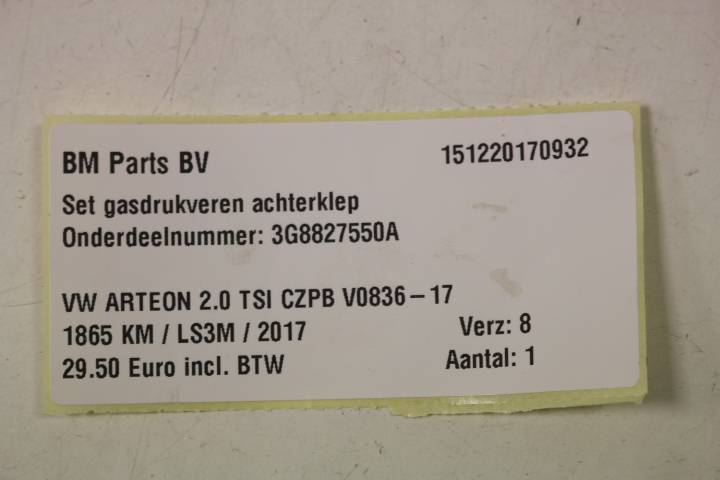 BM Parts BV 151220170932
Set gasdrukveren achterklep
Onderdeelnummer: 3G8827550A
VW ARTEON 2.0 TSI CZPB V0836-17
1865 KM / LS3M / 2017 Verz: 8
29.50 Euro incl. BTW Aantal: 1